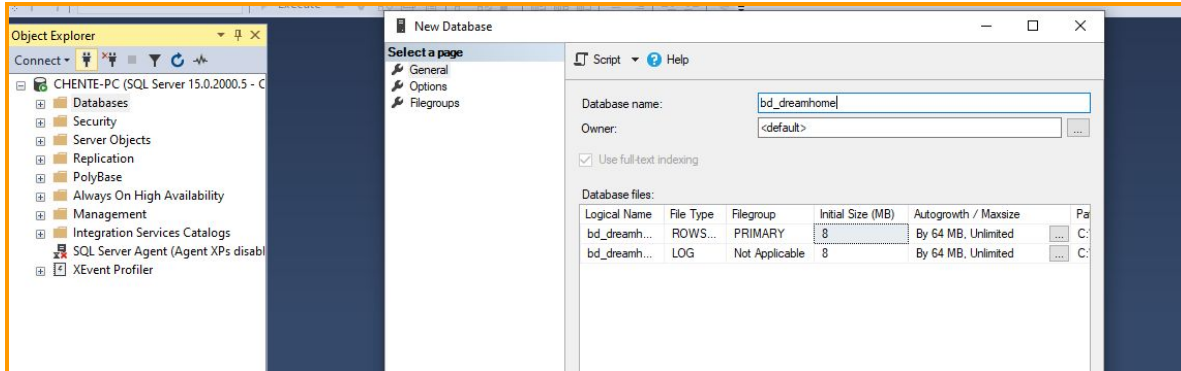 Execute
Object Explorer
Connect
CHENTE-PC (SQL Server 15.0.2000.5 - C
Databases
Security
Server Objects
Replication
PolyBase
Always On High Availability
Management
Integration Services Catalogs
SQL Server Agent (Agent XPs disabl
XEvent Profiler
New Database
Select a page
General
Options
Filegroups
Script Help
Database name: bd_dreamhome
Owner: <default> ...
Use full-text indexing
Database files:
Logical Name File Type Filegroup Initial Size (MB) Autogrowth / Maxsize Pa
bd_dreamh... ROWS... PRIMARY 8 By 64 MB, Unlimited ... C:\
bd_dreamh... LOG Not Applicable 8 By 64 MB, Unlimited ... C: